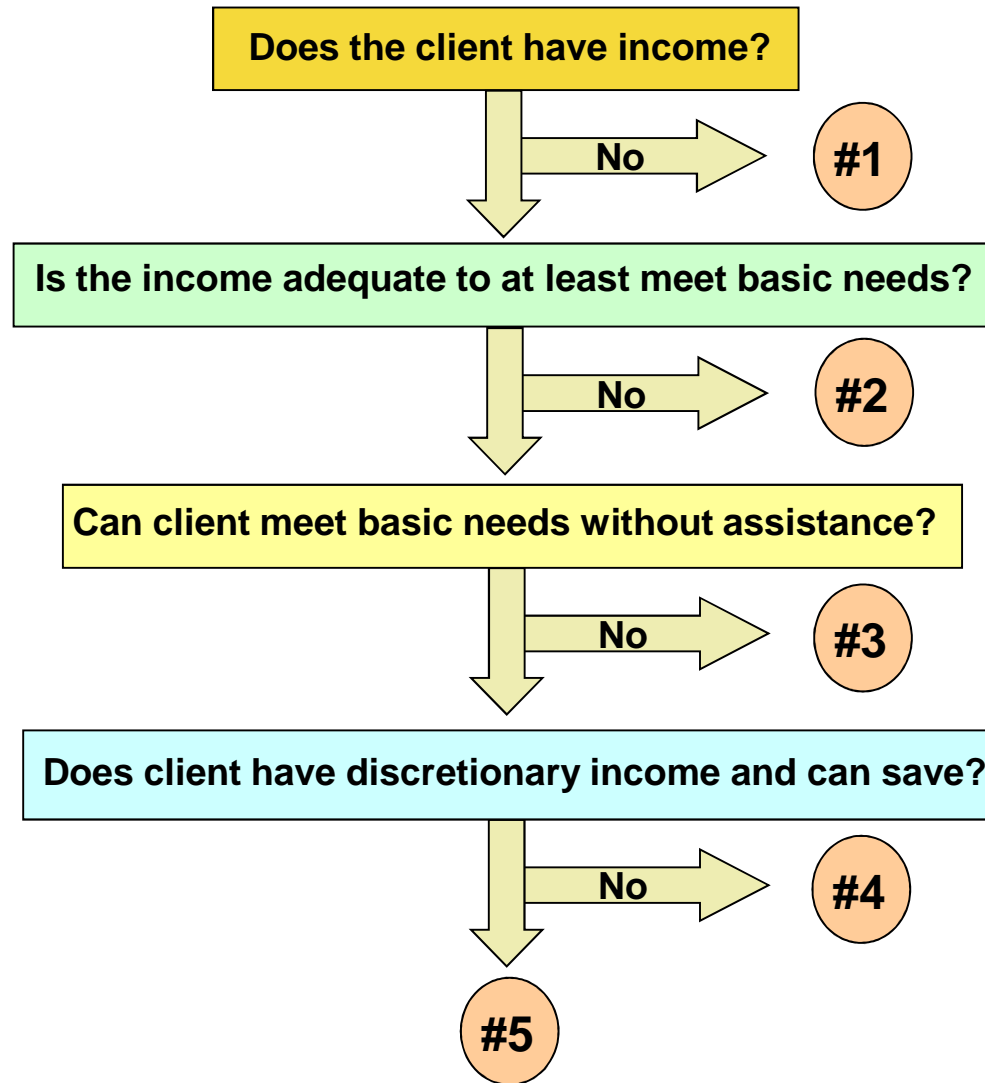 Does the client have income?
No
#1
Is the income adequate to at least meet basic needs?
No
#2
Can client meet basic needs without assistance?
No
#3
Does client have discretionary income and can save?
No
#4
#5